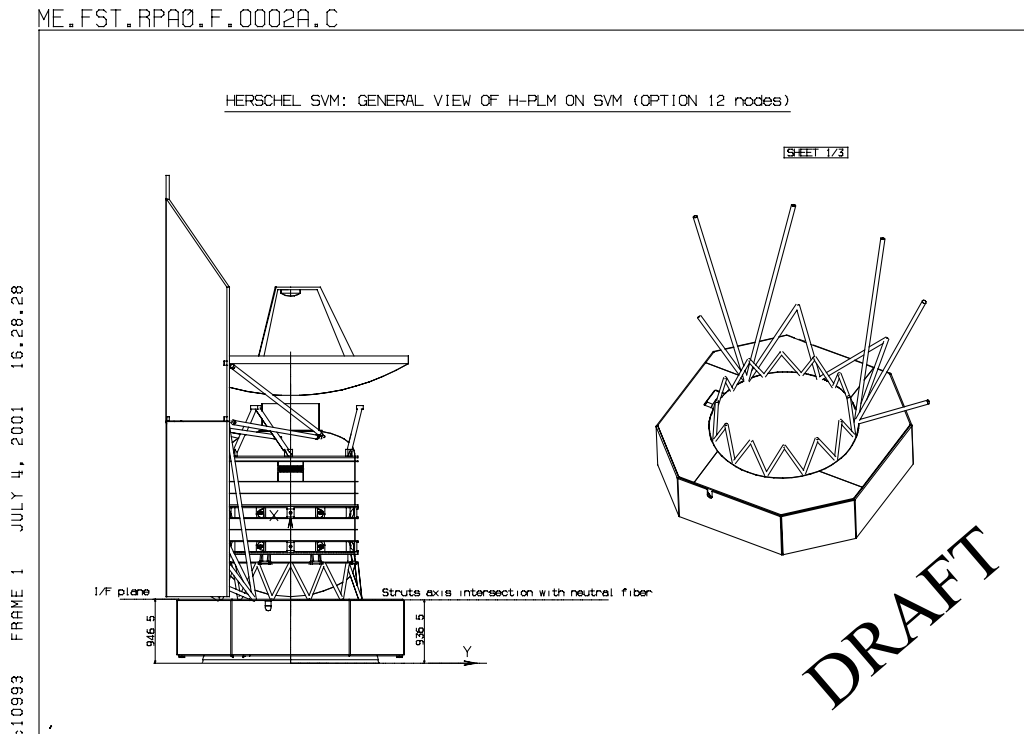 ME.FST.RPA0.F.0002A.C
HERSCHEL SVM: GENERAL VIEW OF H-PLM ON SVM (OPTION 12 nodes)
SHEET 1/3
X
I/F plane
Struts axis intersection with neutral fiber
946.5
936.5
Y
DRAFT
10993 FRAME 1 JULY 4, 2001 16.28.28